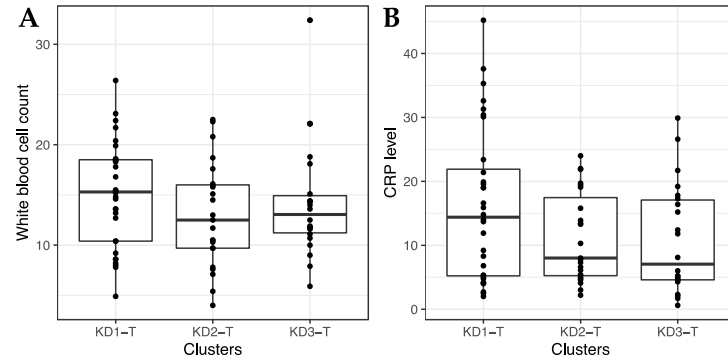 A
White blood cell count
30
20
10
KD1−T
KD2−T
KD3−T
Clusters
B
CRP level
40
30
20
10
0
KD1−T
KD2−T
KD3−T
Clusters